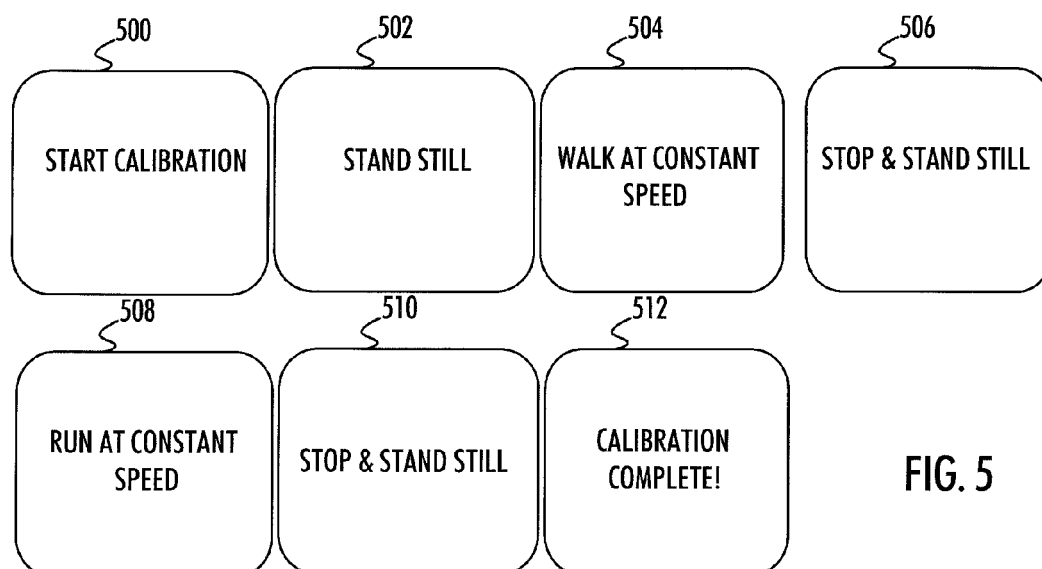 500
502
504
506
START CALIBRATION
STAND STILL
WALK AT CONSTANT
SPEED
STOP & STAND STILL
508
510
512
RUN AT CONSTANT
SPEED
STOP & STAND STILL
CALIBRATION
COMPLETE!
FIG. 5